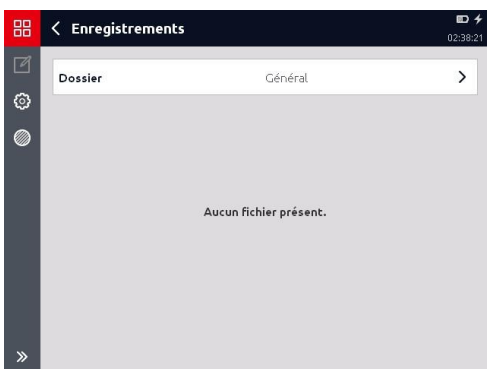 Enregistrements
02:38:21
Dossier Général
Aucun fichier présent.